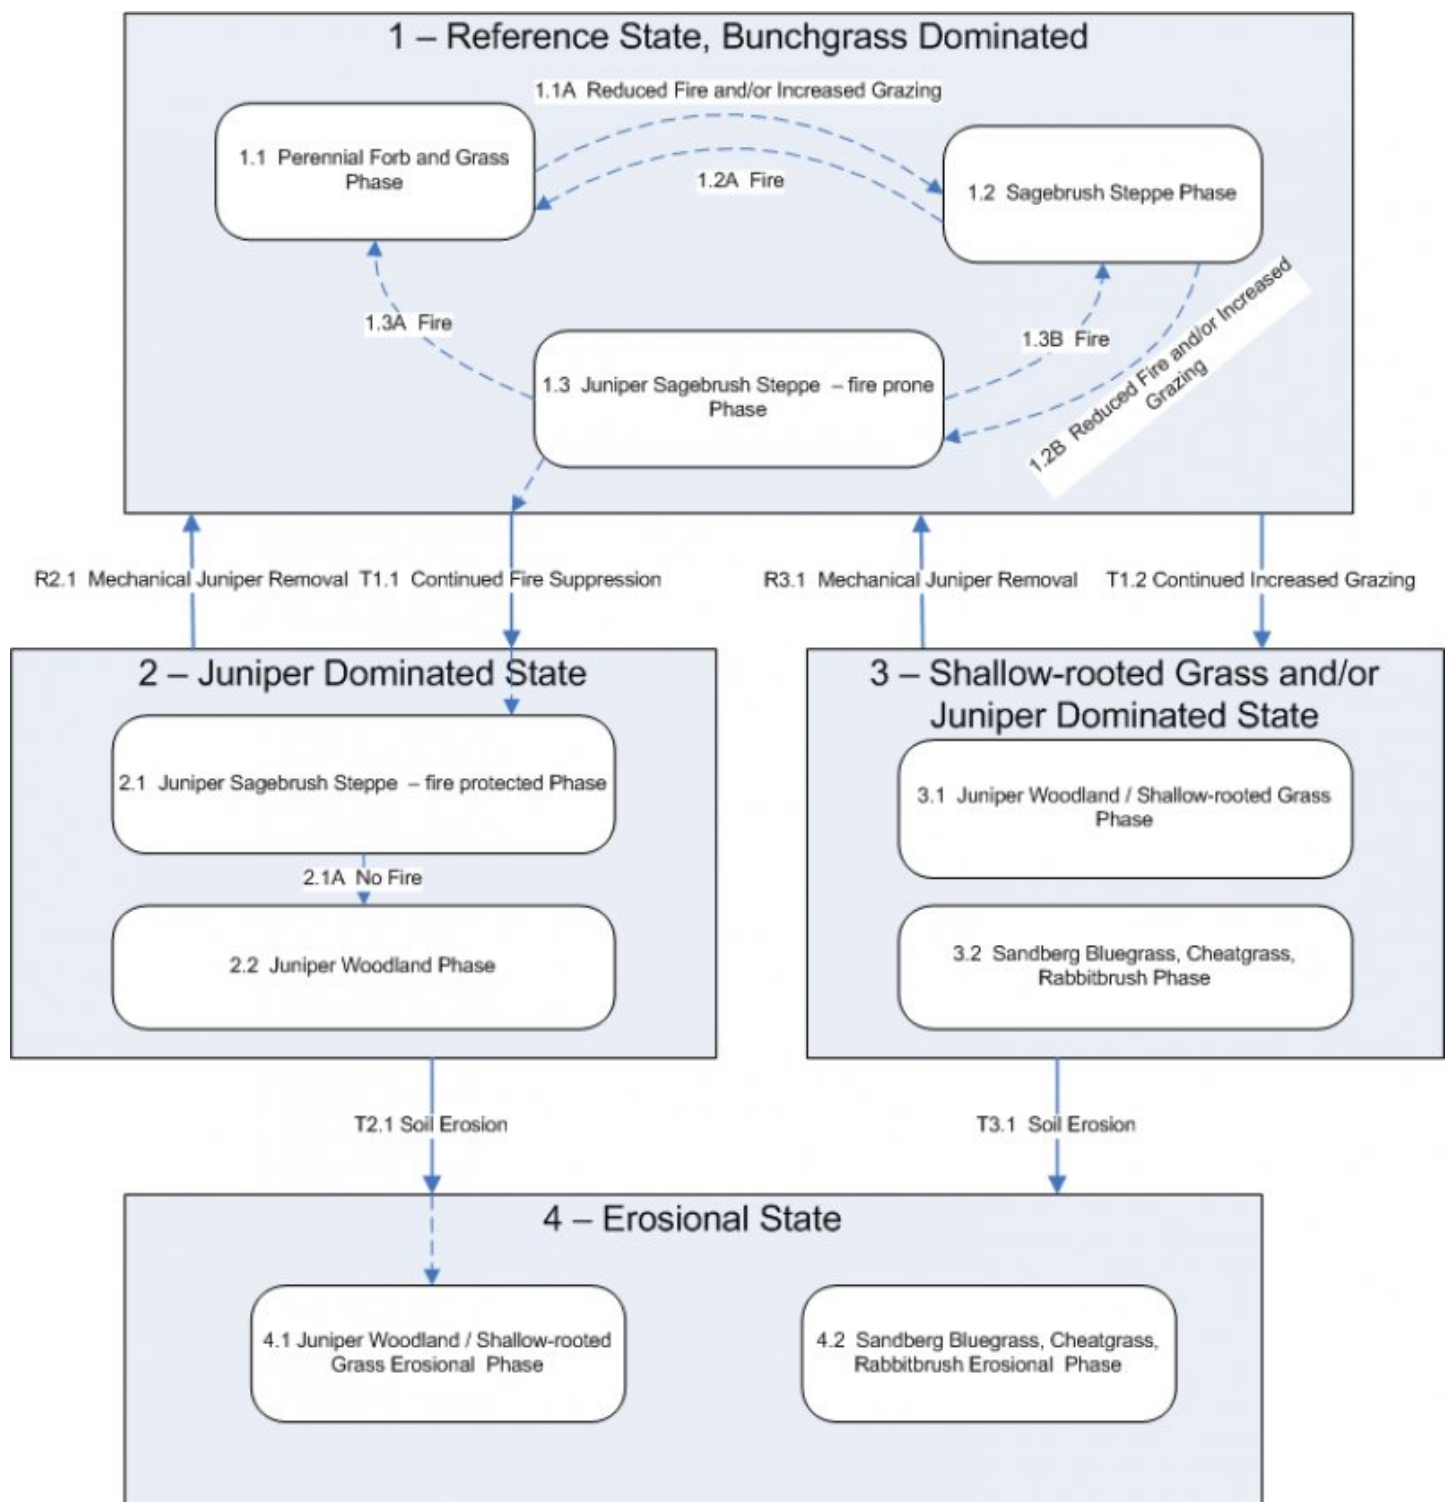 1 – Reference State, Bunchgrass Dominated
1.1A Reduced Fire and/or Increased Grazing
1.1 Perennial Forb and Grass
Phase
1.2A Fire
1.2 Sagebrush Steppe Phase
1.3A Fire
1.3 Juniper Sagebrush Steppe – fire prone
Phase
1.3B Fire
1.2B Reduced Fire and/or Increased
Grazing
R2.1 Mechanical Juniper Removal
T1.1 Continued Fire Suppression
R3.1 Mechanical Juniper Removal
T1.2 Continued Increased Grazing
2 – Juniper Dominated State
2.1 Juniper Sagebrush Steppe – fire protected Phase
2.1A No Fire
2.2 Juniper Woodland Phase
3 – Shallow-rooted Grass and/or
Juniper Dominated State
3.1 Juniper Woodland / Shallow-rooted Grass
Phase
3.2 Sandberg Bluegrass, Cheatgrass,
Rabbitbrush Phase
T2.1 Soil Erosion
T3.1 Soil Erosion
4 – Erosional State
4.1 Juniper Woodland / Shallow-rooted
Grass Erosional Phase
4.2 Sandberg Bluegrass, Cheatgrass,
Rabbitbrush Erosional Phase